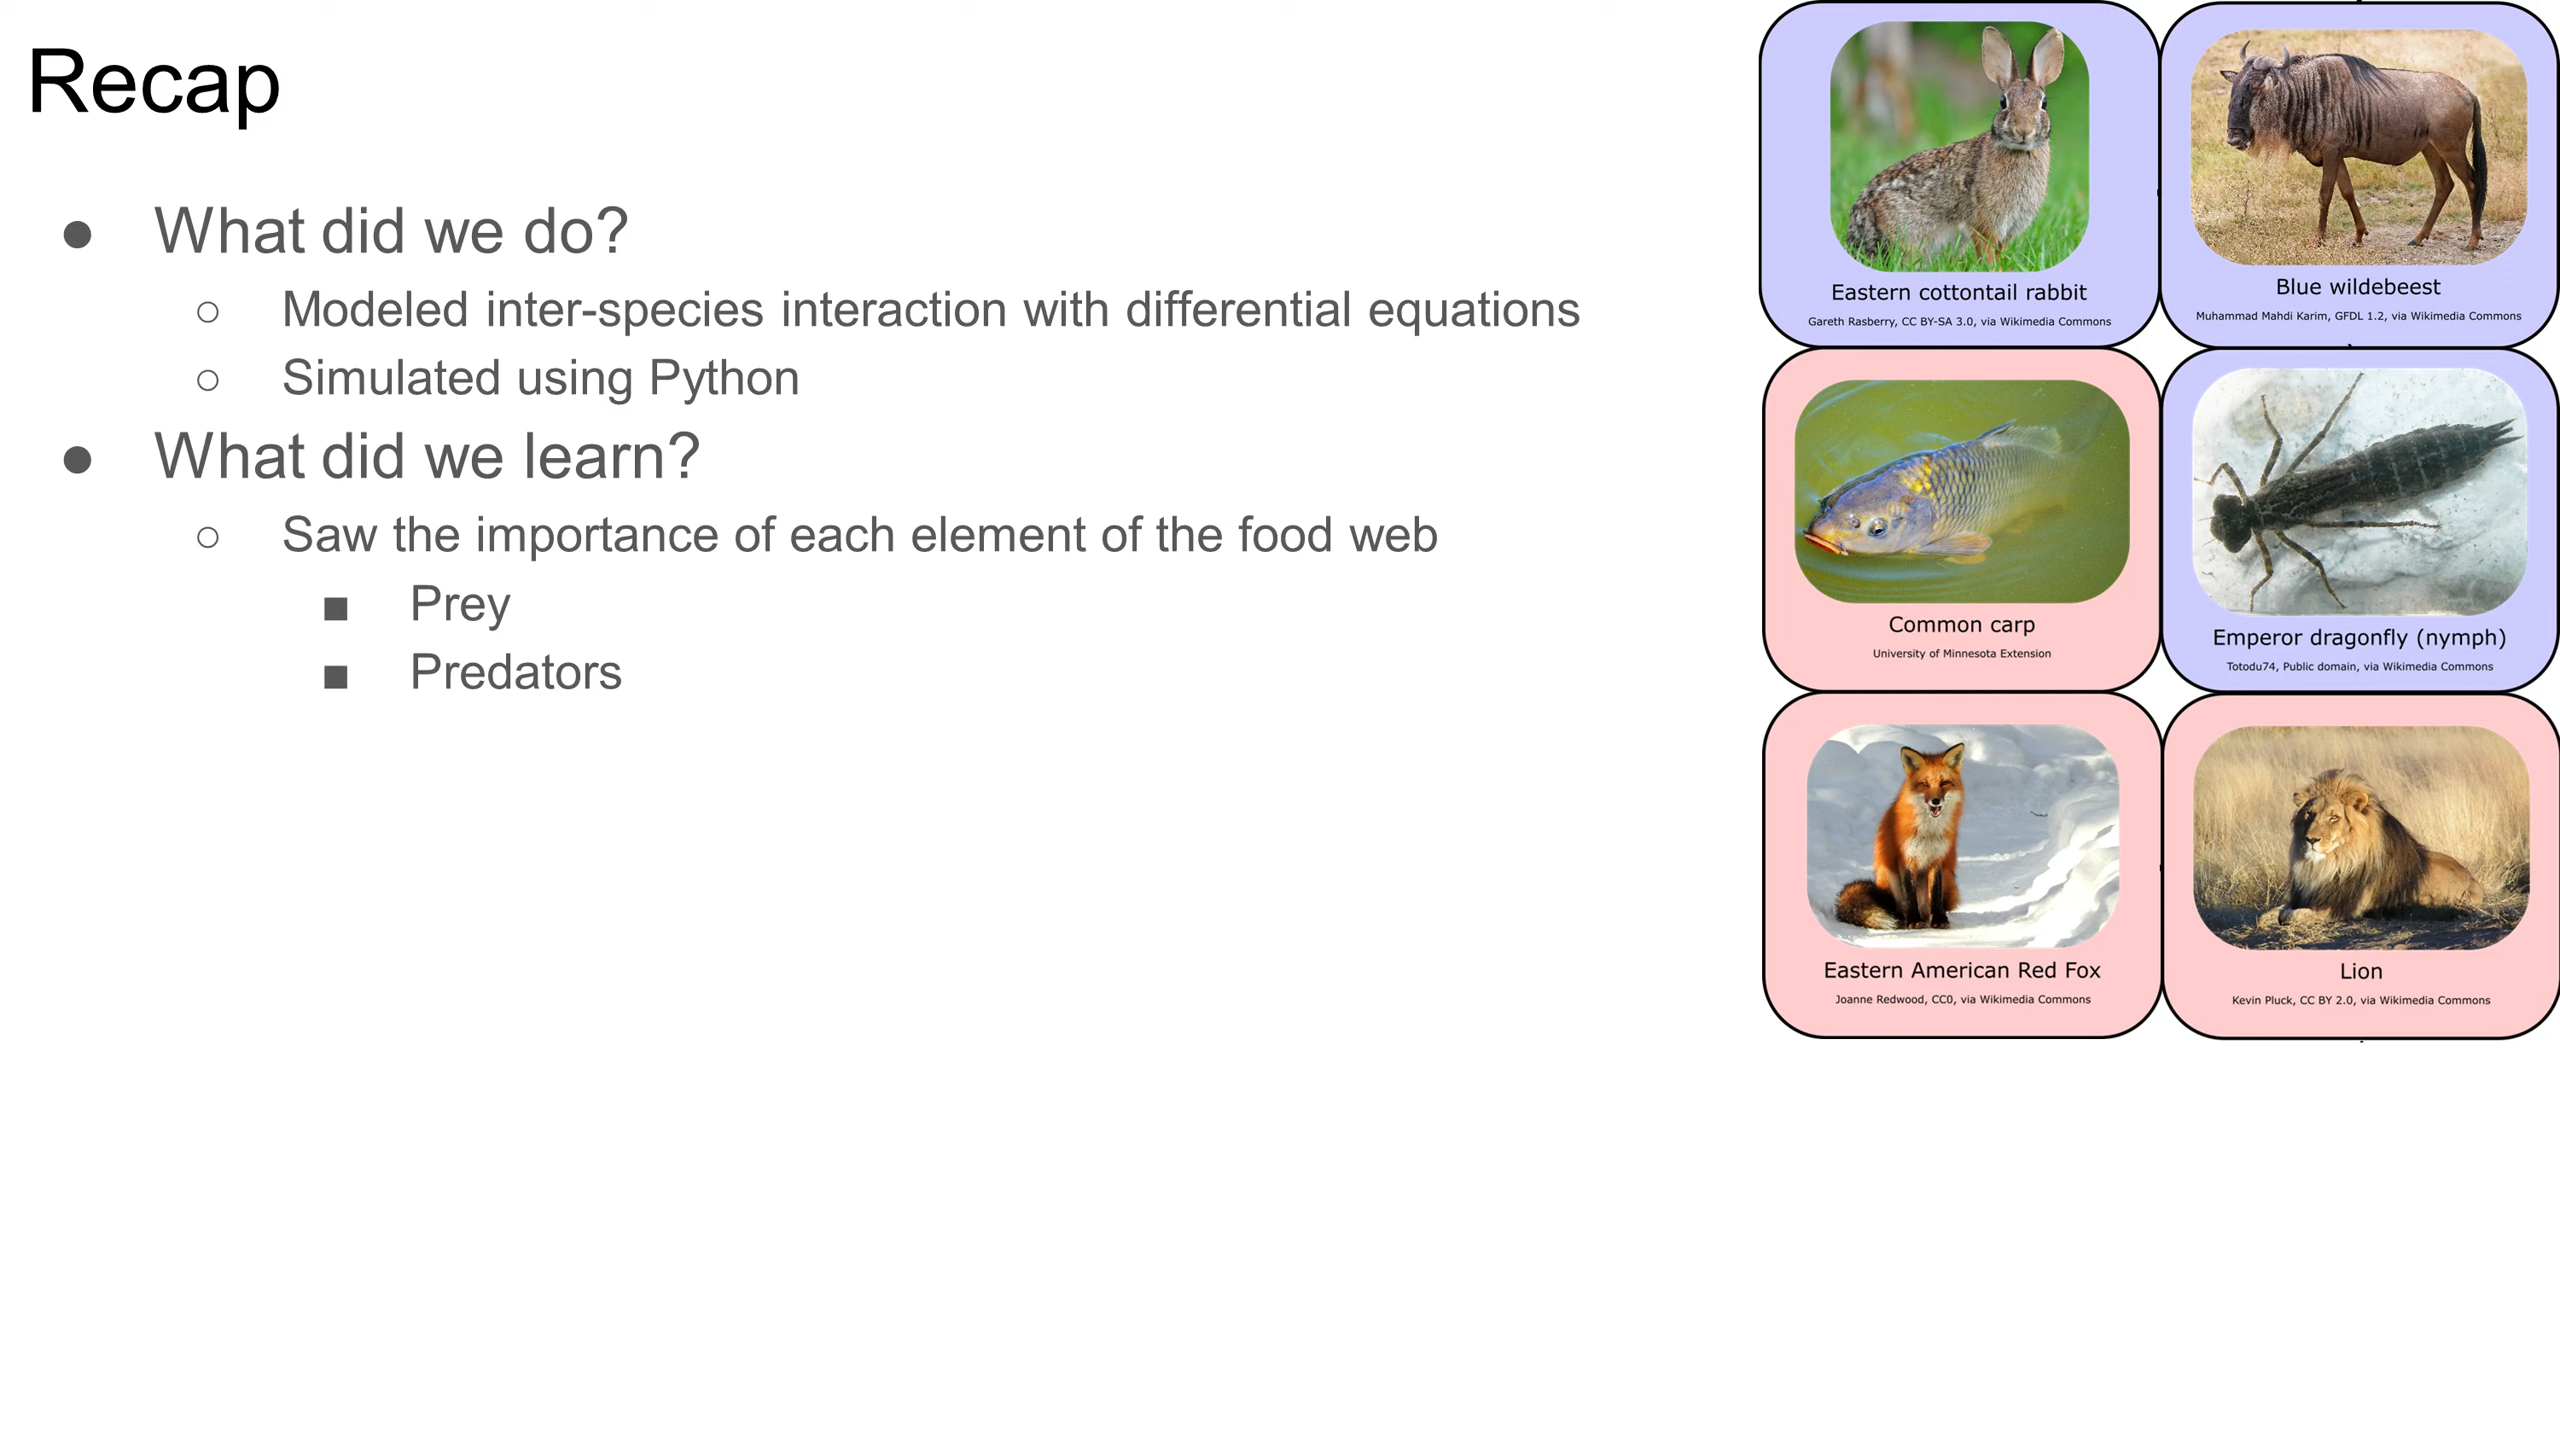 Recap
● What did we do?
○ Modeled inter-species interaction with differential equations
○ Simulated using Python
● What did we learn?
○ Saw the importance of each element of the food web
■ Prey
■ Predators
Eastern cottontail rabbit
Gareth Rasberry, CC BY-SA 3.0, via Wikimedia Commons
Blue wildebeest
Muhammad Mahdi Karim, GFDL 1.2, via Wikimedia Commons
Common carp
University of Minnesota Extension
Emperor dragonfly (nymph)
Totodu74, Public domain, via Wikimedia Commons
Eastern American Red Fox
Joanne Redwood, CC0, via Wikimedia Commons
Lion
Kevin Pluck, CC BY 2.0, via Wikimedia Commons